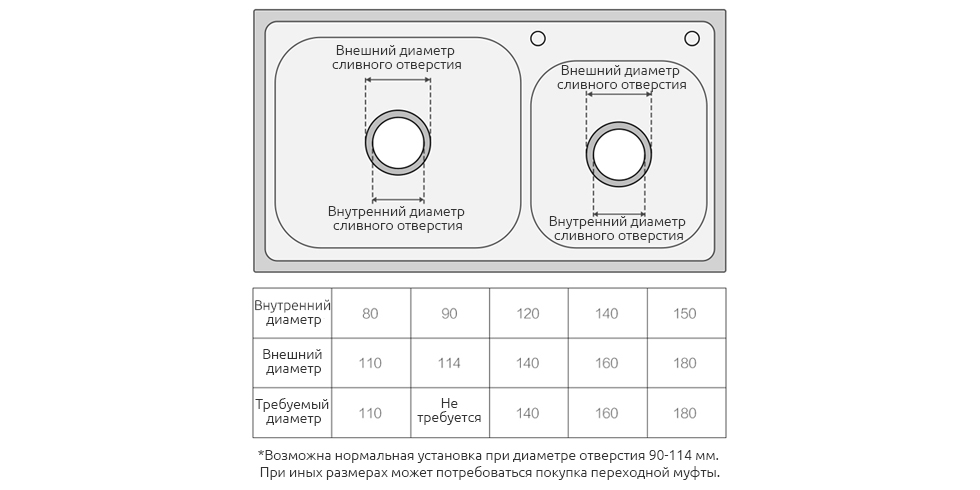 Внешний диаметр
сливного отверстия
Внутренний диаметр
сливного отверстия
Внешний диаметр
сливного отверстия
Внутренний диаметр
сливного отверстия
Внутренний
диаметр
80
90
120
140
150
Внешний
диаметр
110
114
140
160
180
Требуемый
диаметр
110
Не
требуется
140
160
180
*Возможна нормальная установка при диаметре отверстия 90-114 мм.
При иных размерах может потребоваться покупка переходной муфты.